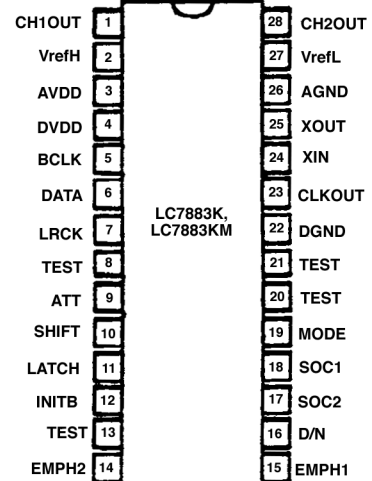 CH1OUT 1 28 CH2OUT
VrefH 2 27 VrefL
AVDD 3 26 AGND
DVDD 4 25 XOUT
BCLK 5 24 XIN
DATA 6 23 CLKOUT
LC7883K,
LRCK 7 LC7883KM 22 DGND
TEST 8 21 TEST
ATT 9 20 TEST
SHIFT 10 19 MODE
LATCH 11 18 SOC1
INITB 12 17 SOC2
TEST 13 16 D/N
EMPH2 14 15 EMPH1